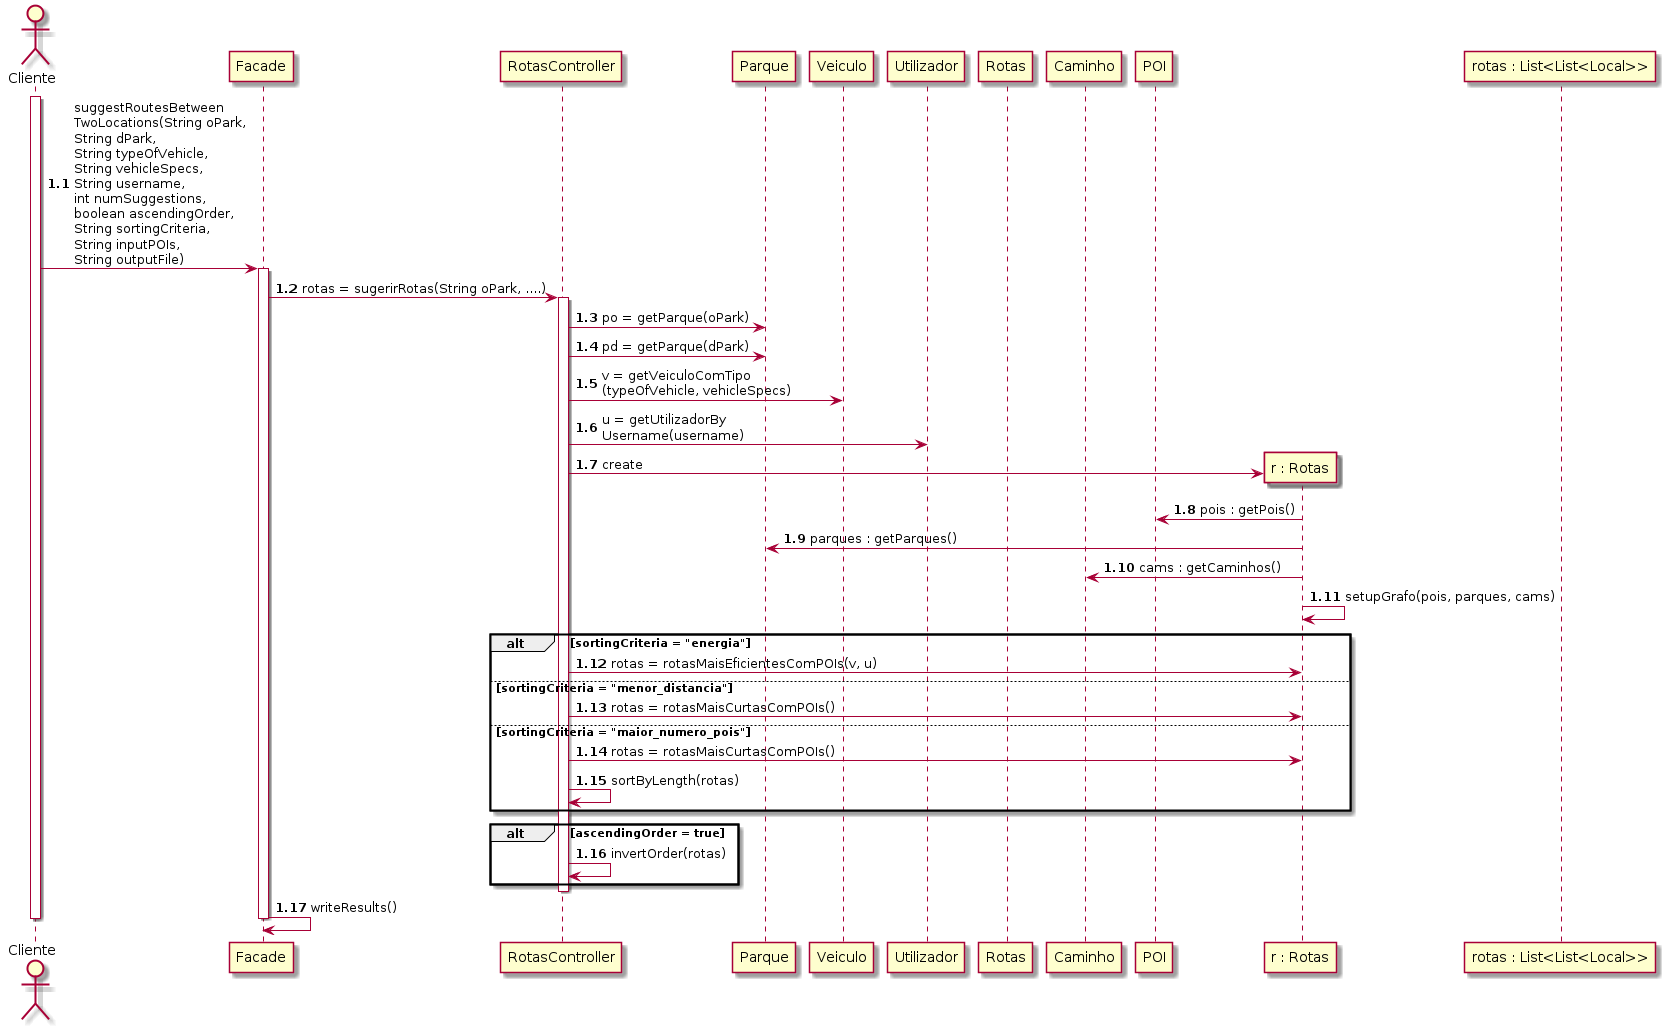 Cliente
Facade
RotasController
Parque
Veiculo
Utilizador
Rotas
Caminho
POI
rotas : List<List<Local>>
suggestRoutesBetween
TwoLocations(String oPark,
String dPark,
String typeOfVehicle,
String vehicleSpecs,
1.1 String username,
int numSuggestions,
boolean ascendingOrder,
String sortingCriteria,
String inputPOIs,
String outputFile)
1.2 rotas = sugerirRotas(String oPark, ....)
1.3 po = getParque(oPark)
1.4 pd = getParque(dPark)
1.5 v = getVeiculoComTipo
(typeOfVehicle, vehicleSpecs)
1.6 u = getUtilizadorBy
Username(username)
1.7 create
r : Rotas
1.8 pois : getPois()
1.9 parques : getParques()
1.10 cams : getCaminhos()
1.11 setupGrafo(pois, parques, cams)
alt [sortingCriteria = "energia"]
1.12 rotas = rotasMaisEficientesComPOIs(v, u)
[sortingCriteria = "menor_distancia"]
1.13 rotas = rotasMaisCurtasComPOIs()
[sortingCriteria = "maior_numero_pois"]
1.14 rotas = rotasMaisCurtasComPOIs()
1.15 sortByLength(rotas)
alt [ascendingOrder = true]
1.16 invertOrder(rotas)
1.17 writeResults()
Cliente
Facade
RotasController
Parque
Veiculo
Utilizador
Rotas
Caminho
POI
r : Rotas
rotas : List<List<Local>>